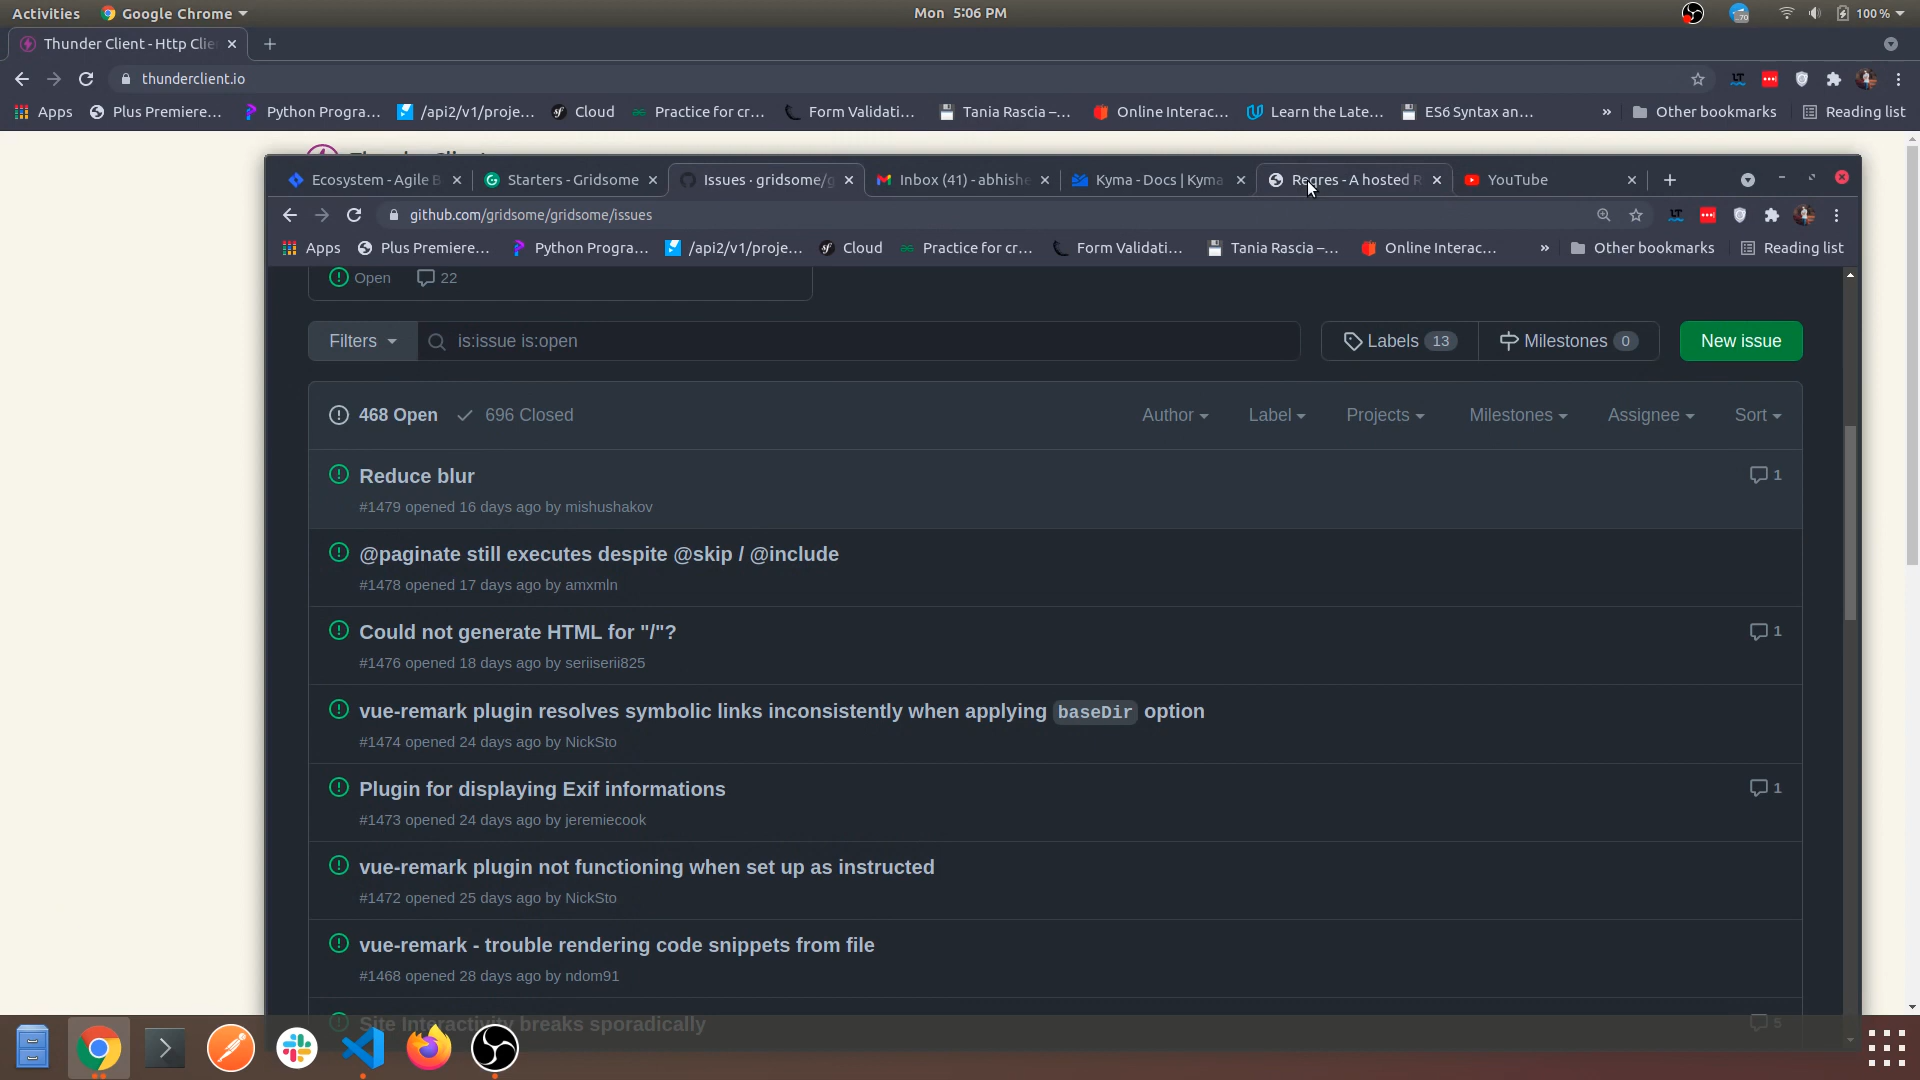 Activities Google Chrome Mon 5:06 PM 70 100 %
Thunder Client - Http Clie
thunderclient.io
Apps Plus Premiere... Python Progra... /api2/v1/proje... Cloud Practice for cr... Form Validati... Tania Rascia –... Online Interac... Learn the Late... ES6 Syntax an... » Other bookmarks Reading list
Ecosystem - Agile B Starters - Gridsome Issues · gridsome/g Inbox (41) - abhishe Kyma - Docs | Kyma Reqres - A hosted R YouTube
github.com/gridsome/gridsome/issues
Apps Plus Premiere... Python Progra... /api2/v1/proje... Cloud Practice for cr... Form Validati... Tania Rascia –... Online Interac... » Other bookmarks Reading list
Open 22
Filters is:issue is:open Labels 13 Milestones 0 New issue
468 Open 696 Closed Author Label Projects Milestones Assignee Sort
Reduce blur 1
#1479 opened 16 days ago by mishushakov
@paginate still executes despite @skip / @include
#1478 opened 17 days ago by amxmln
Could not generate HTML for "/"? 1
#1476 opened 18 days ago by seriiserii825
vue-remark plugin resolves symbolic links inconsistently when applying baseDir option
#1474 opened 24 days ago by NickSto
Plugin for displaying Exif informations 1
#1473 opened 24 days ago by jeremiecook
vue-remark plugin not functioning when set up as instructed
#1472 opened 25 days ago by NickSto
vue-remark - trouble rendering code snippets from file
#1468 opened 28 days ago by ndom91
Site Interactivity breaks sporadically 5